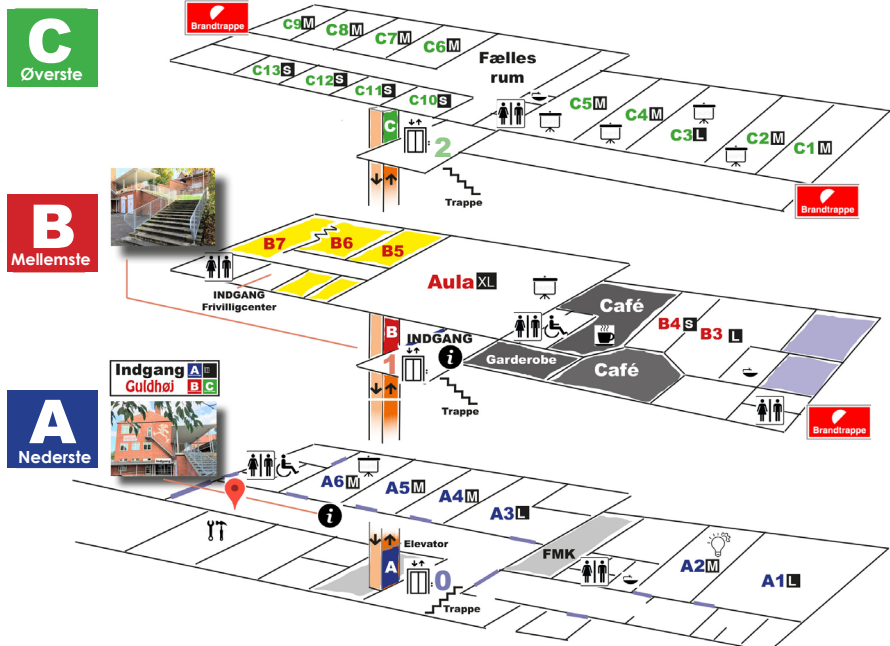 C
Øverste
Brandtrappe
C9 M
C8 M
C7 M
C6 M
Fælles
rum
C13 S
C12 S
C11 S
C10 S
C5 M
C4 M
C3 L
C2 M
C1 M
C
2
Trappe
Brandtrappe
B
Mellemste
B7
B6
B5
Aula XL
INDGANG
Frivilligcenter
Café
B4 S
B3 L
B
INDGANG
1
i
Garderobe
Café
Trappe
Brandtrappe
Indgang A
Guldhøj B C
A
Nederste
A6 M
A5 M
A4 M
A3 L
i
Elevator
FMK
A2 M
A1 L
A
0
Trappe